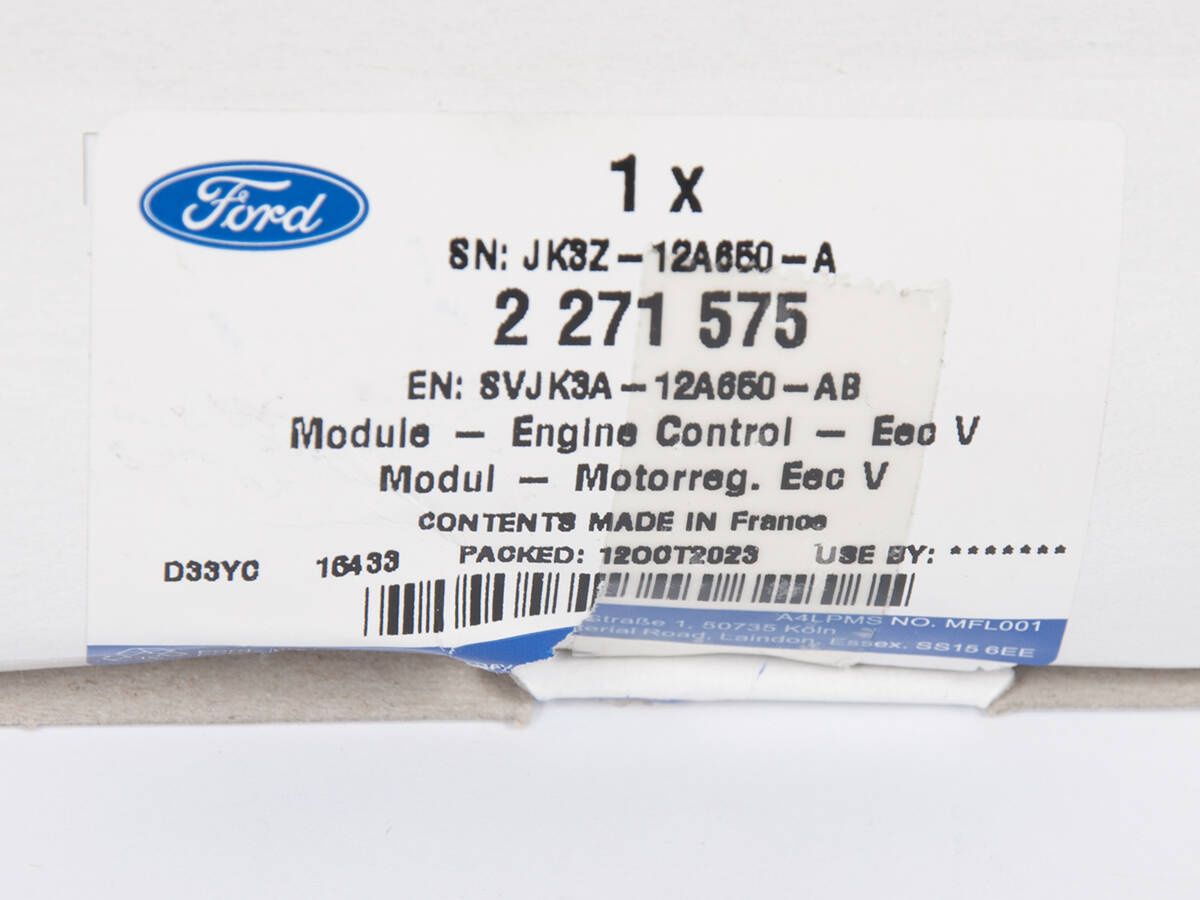 Ford
1 x
SN: JK3Z-12A650-A
2 271 575
EN: SVJK3A-12A650-AB
Module - Engine Control - Eec V
Modul - Motorreg. Eec V
CONTENTS MADE IN France
D33YC 16433 PACKED: 12OCT2023 USE BY: *******
A4LPMS NO. MFL001
straße 1, 50735 Köln
Road, Laindon, Essex. SS15 6EE